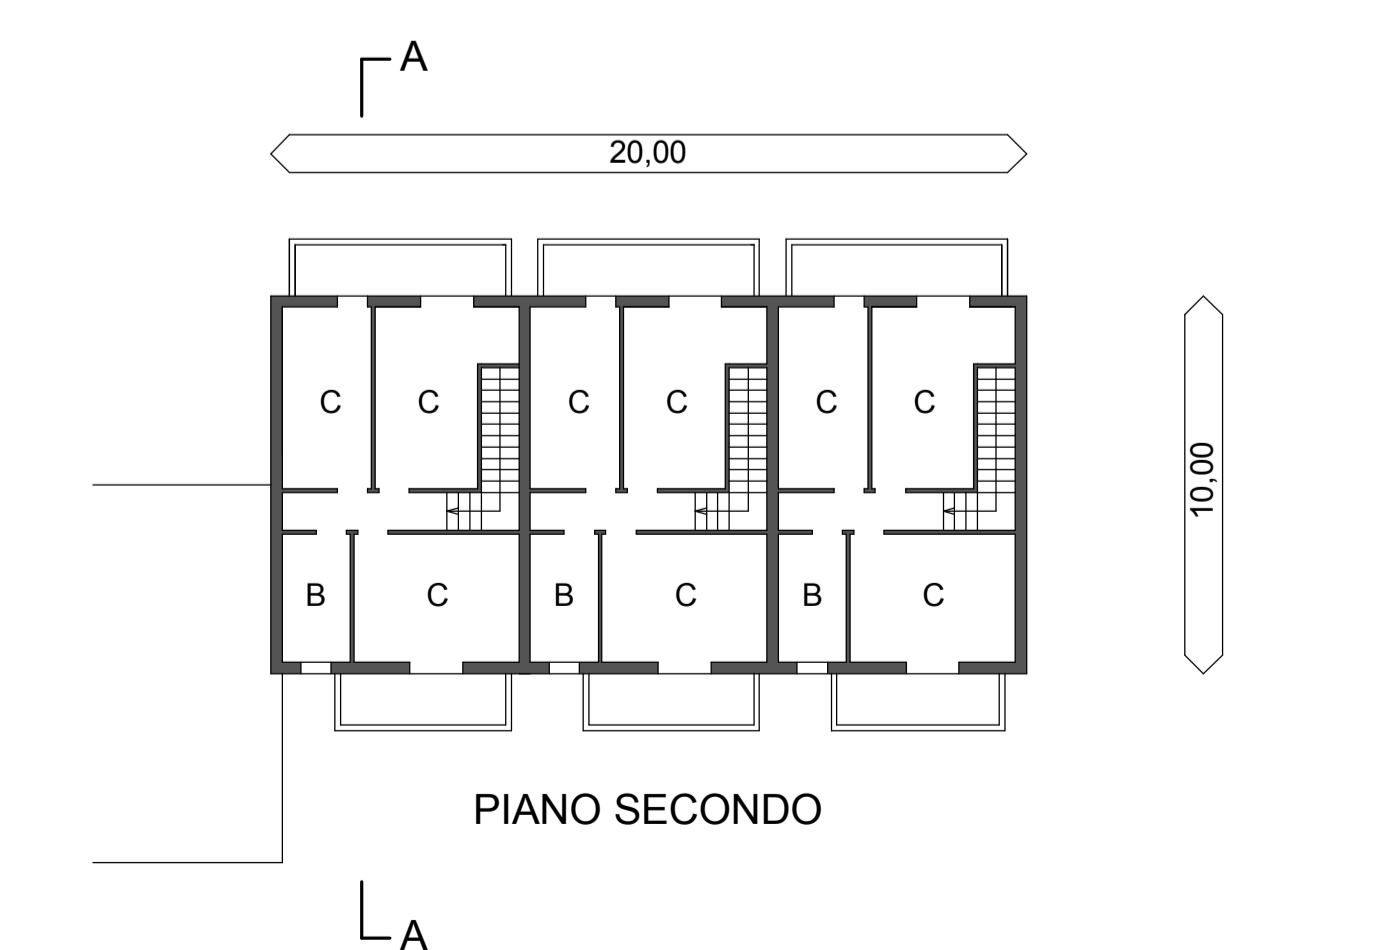 A
20,00
C C C C C C
10,00
B C B C B C
PIANO SECONDO
A